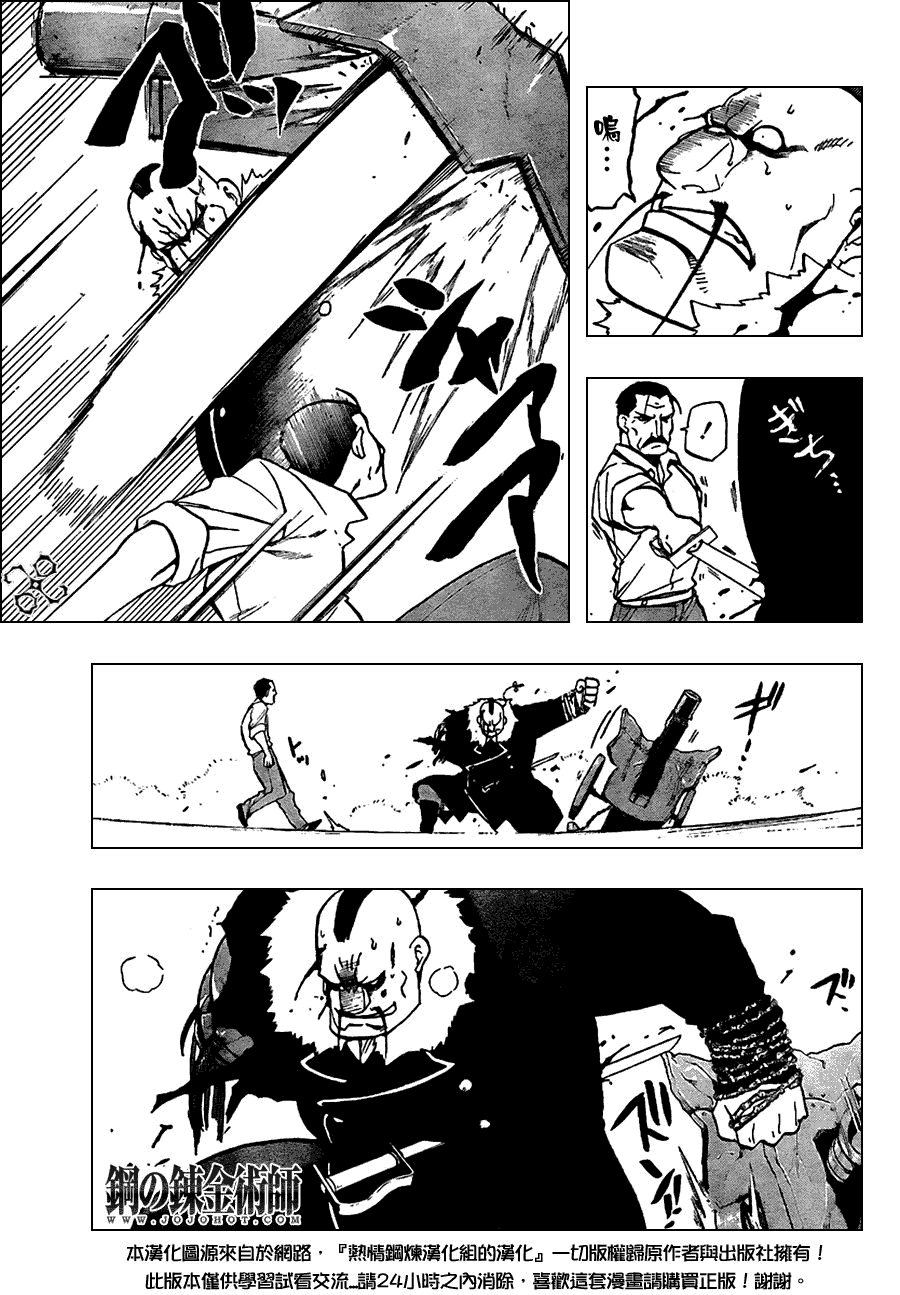 嗚…
！
ぎち…
ジャッ
ドッ
ズ…
ズン
鋼の錬金術師
WWW.JOJOHOT.COM
本漢化圖源來自於網路，『熱情鋼煉漢化組的漢化』一切版權歸原作者與出版社擁有！
此版本僅供學習試看交流…請24小時之內消除，喜歡這套漫畫請購買正版！謝謝。